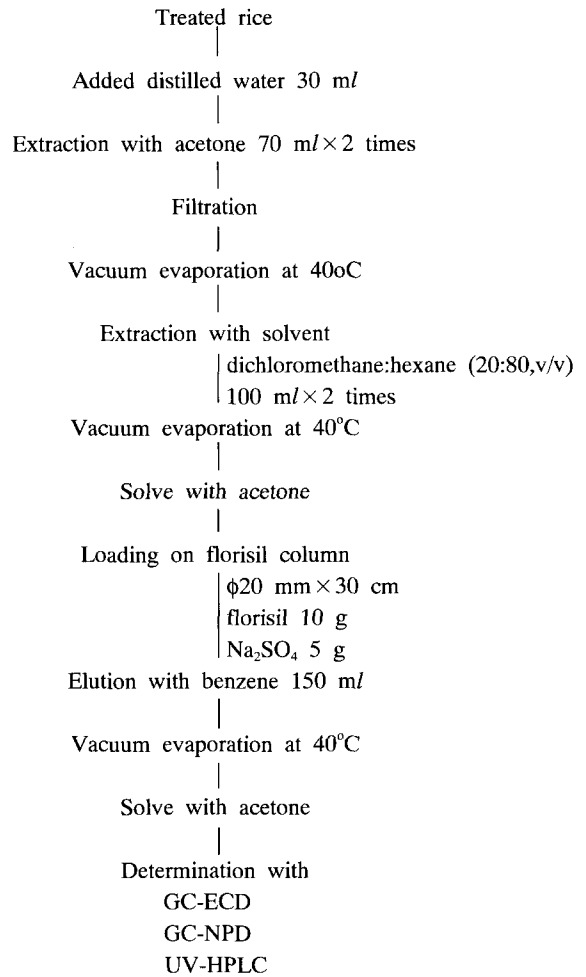 Treated rice
Added distilled water 30 ml
Extraction with acetone 70 ml×2 times
Filtration
Vacuum evaporation at 40oC
Extraction with solvent
dichloromethane:hexane (20:80,v/v)
100 ml×2 times
Vacuum evaporation at 40°C
Solve with acetone
Loading on florisil column
φ20 mm×30 cm
florisil 10 g
Na₂SO₄ 5 g
Elution with benzene 150 ml
Vacuum evaporation at 40°C
Solve with acetone
Determination with
GC-ECD
GC-NPD
UV-HPLC